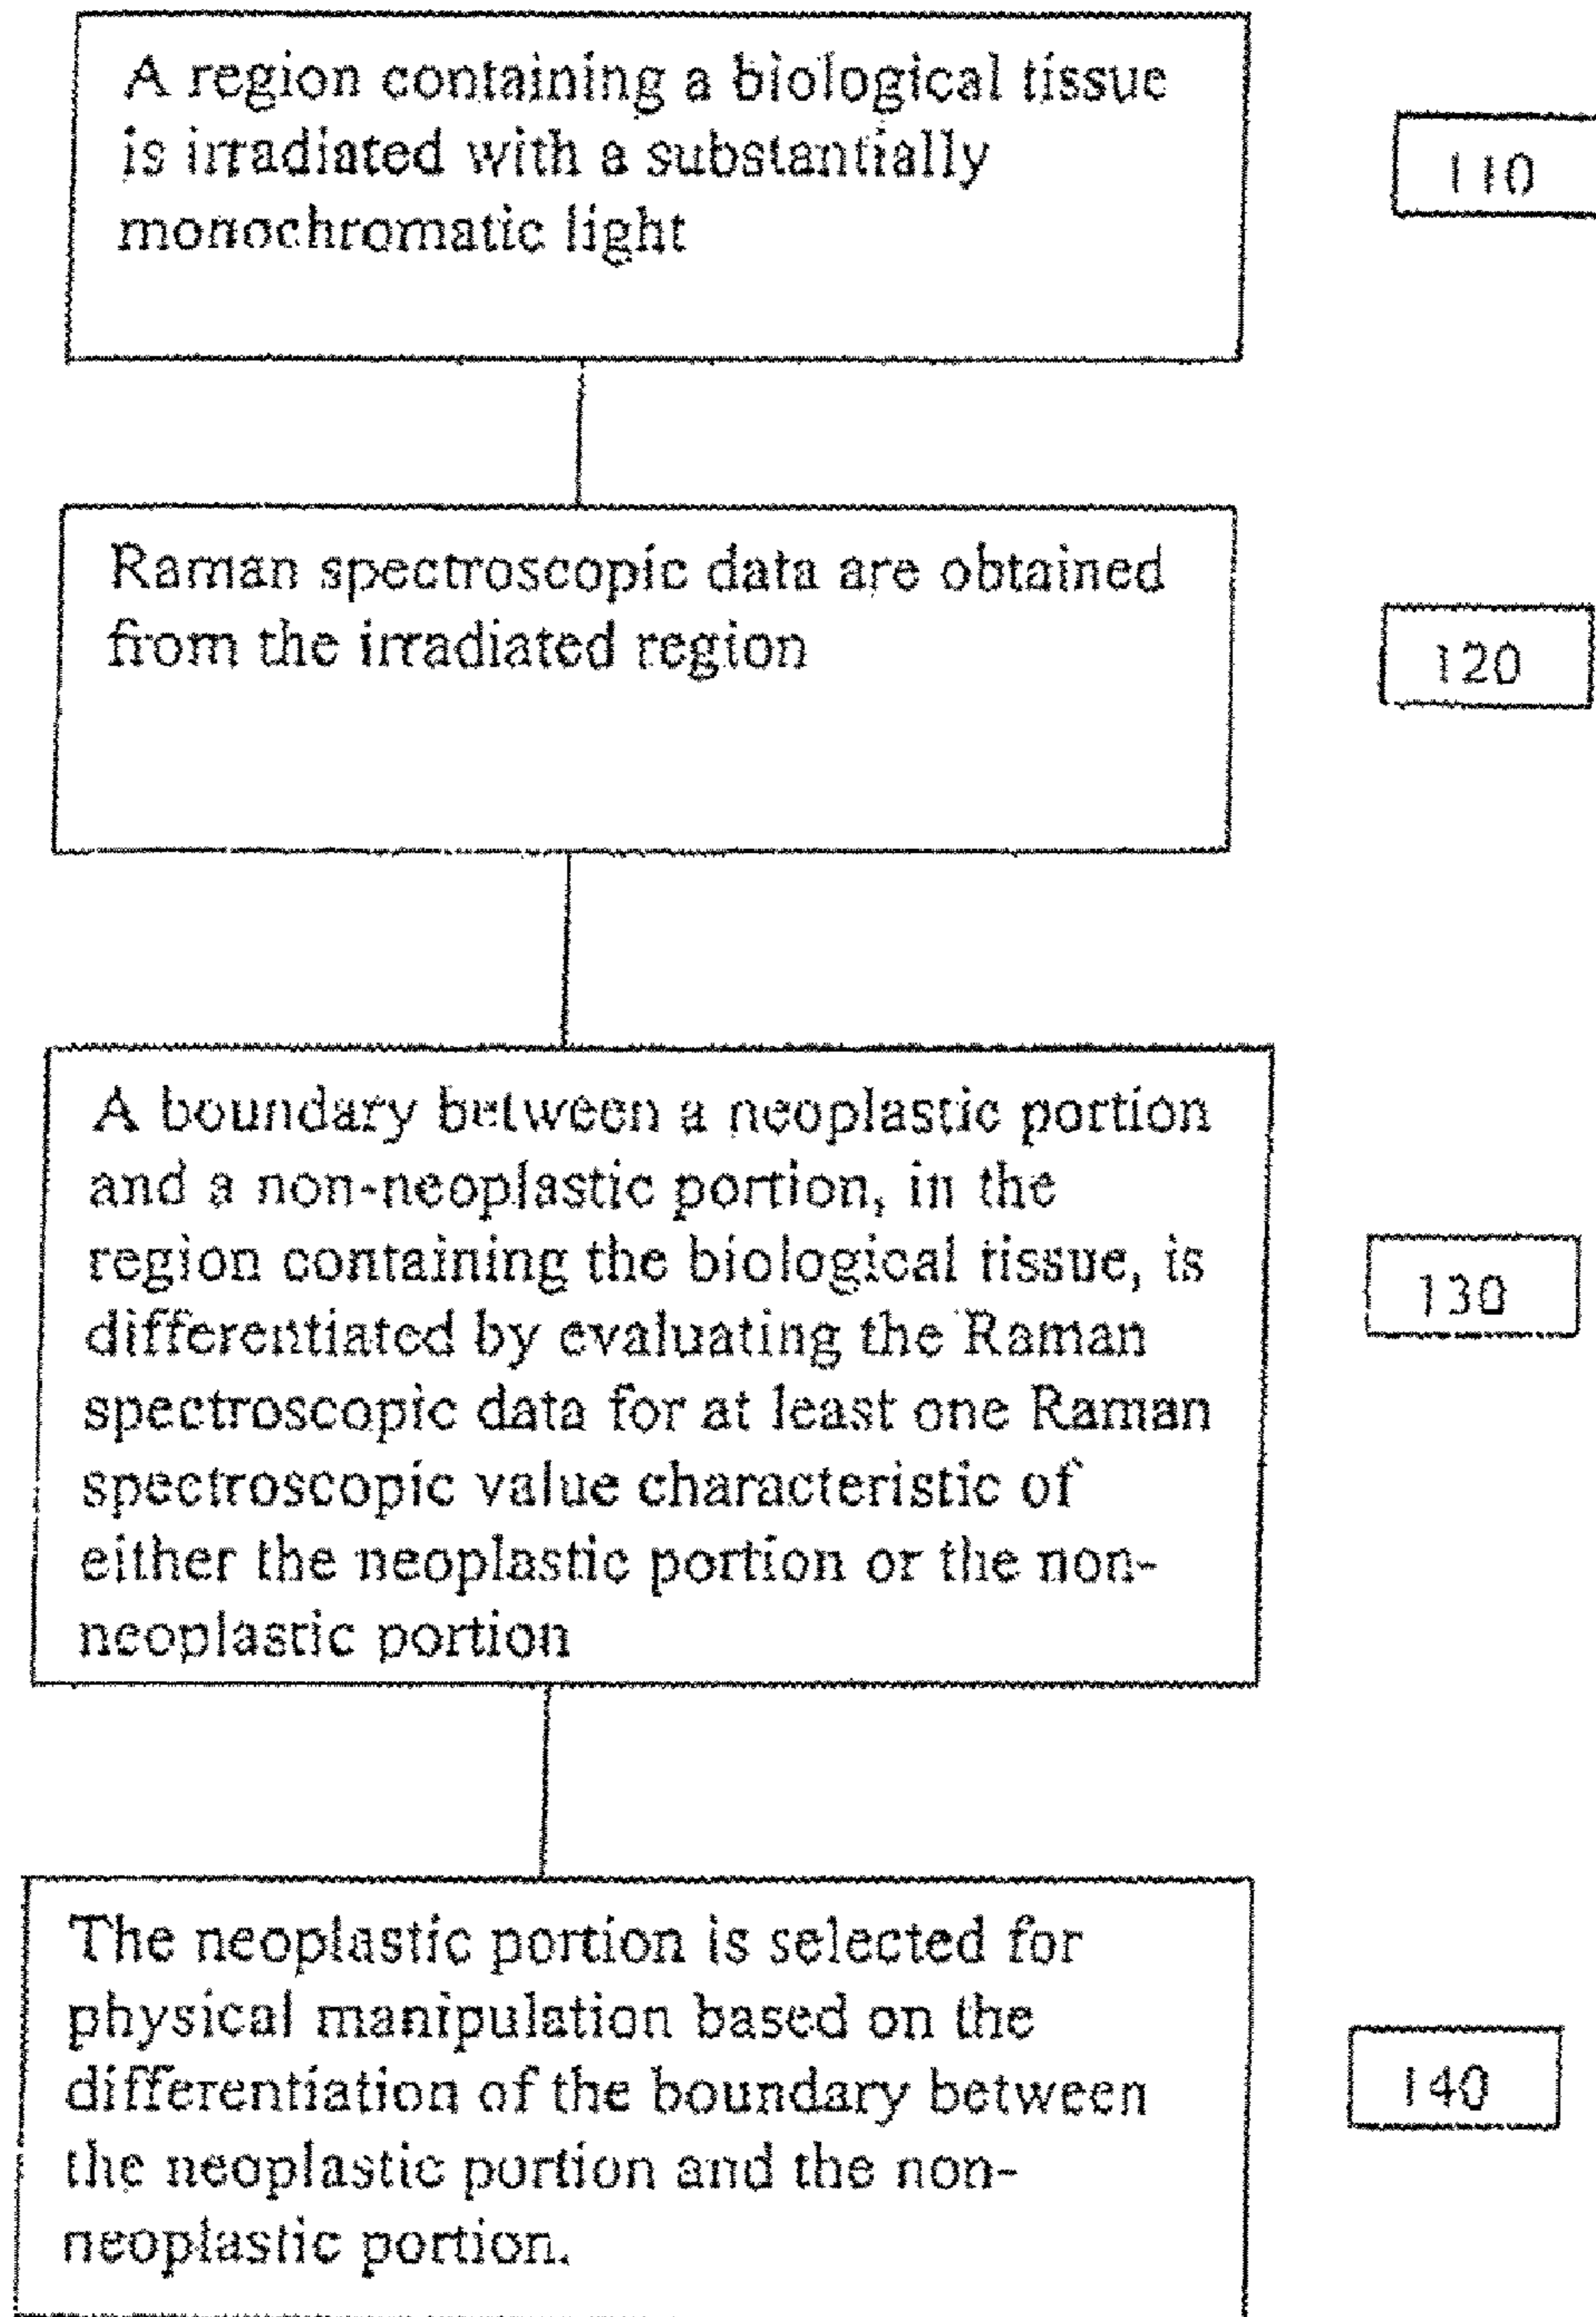 A region containing a biological tissue
is irradiated with a substantially
monochromatic light
110
Raman spectroscopic data are obtained
from the irradiated region
120
A boundary between a neoplastic portion
and a non-neoplastic portion, in the
region containing the biological tissue, is
differentiated by evaluating the Raman
spectroscopic data for at least one Raman
spectroscopic value characteristic of
either the neoplastic portion or the non-
neoplastic portion
130
The neoplastic portion is selected for
physical manipulation based on the
differentiation of the boundary between
the neoplastic portion and the non-
neoplastic portion.
140